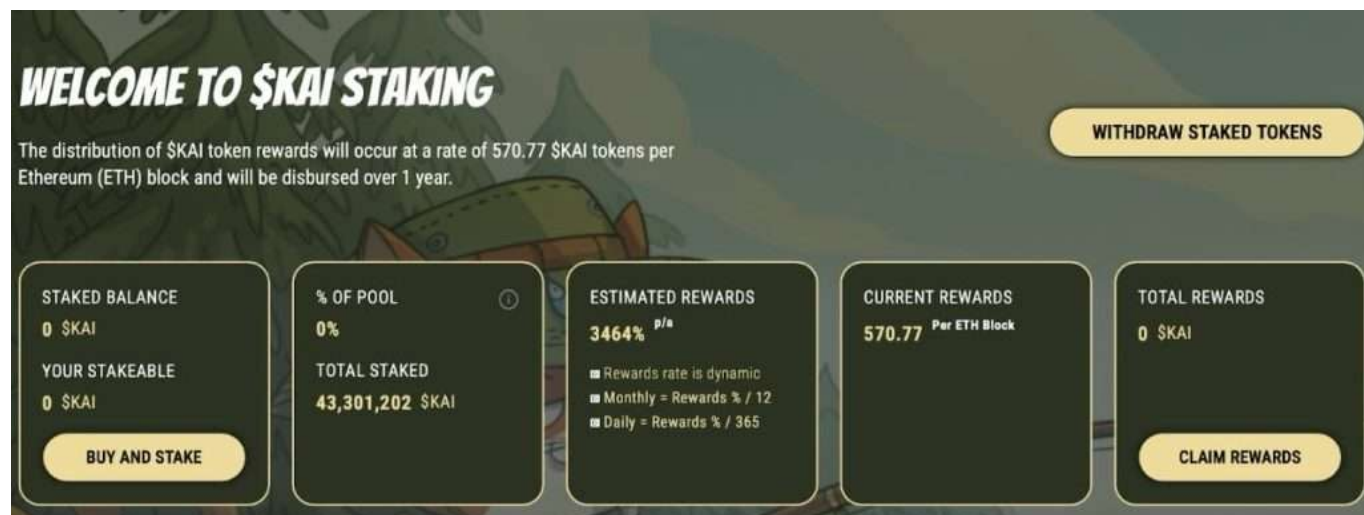 WELCOME TO $KAI STAKING
The distribution of $KAI token rewards will occur at a rate of 570.77 $KAI tokens per
Ethereum (ETH) block and will be disbursed over 1 year.
WITHDRAW STAKED TOKENS
STAKED BALANCE
0 $KAI
YOUR STAKEABLE
0 $KAI
BUY AND STAKE
% OF POOL
0%
TOTAL STAKED
43,301,202 $KAI
ESTIMATED REWARDS
3464% p/a
Rewards rate is dynamic
Monthly = Rewards % / 12
Daily = Rewards % / 365
CURRENT REWARDS
570.77 Per ETH Block
TOTAL REWARDS
0 $KAI
CLAIM REWARDS